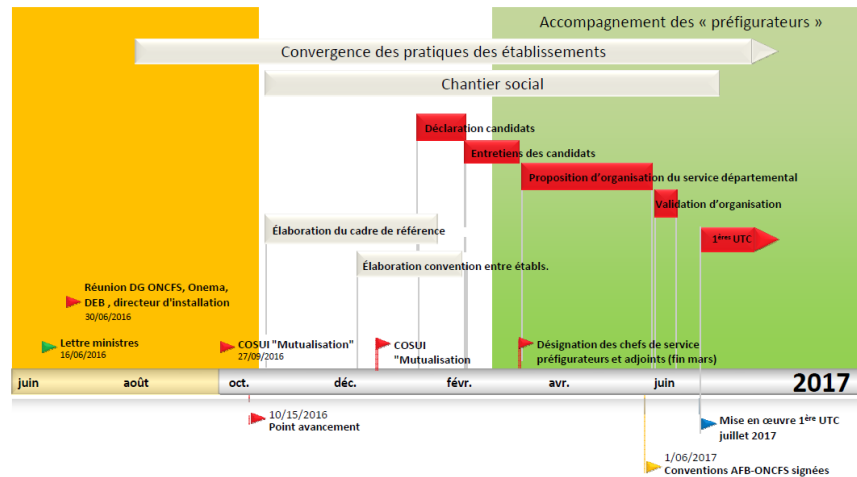 Accompagnement des « préfigurateurs »
Convergence des pratiques des établissements
Chantier social
Déclaration candidats
Entretiens des candidats
Proposition d'organisation du service départemental
Validation d'organisation
Élaboration du cadre de référence
1ères UTC
Élaboration convention entre établs.
Réunion DG ONCFS, Onema,
DEB , directeur d'installation
30/06/2016
Lettre ministres
16/06/2016
COSUI "Mutualisation"
27/09/2016
COSUI
"Mutualisation
Désignation des chefs de service
préfigurateurs et adjoints (fin mars)
juin
août
oct.
déc.
févr.
avr.
juin
2017
10/15/2016
Point avancement
Mise en œuvre 1ère UTC
juillet 2017
1/06/2017
Conventions AFB-ONCFS signées